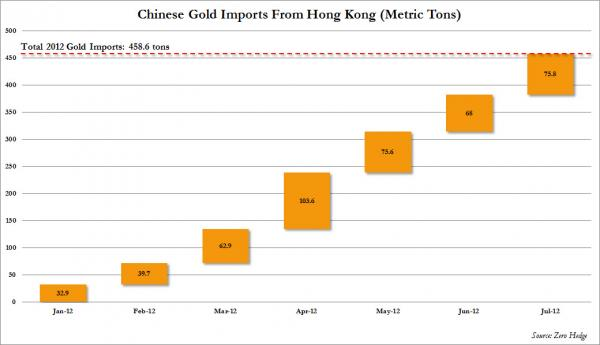 Chinese Gold Imports From Hong Kong (Metric Tons)
500
Total 2012 Gold Imports: 458.6 tons
450
400
350
300
250
200
150
100
50
0
32.9
39.7
62.9
103.6
75.6
68
75.8
Jan-12
Feb-12
Mar-12
Apr-12
May-12
Jun-12
Jul-12
Source: Zero Hedge